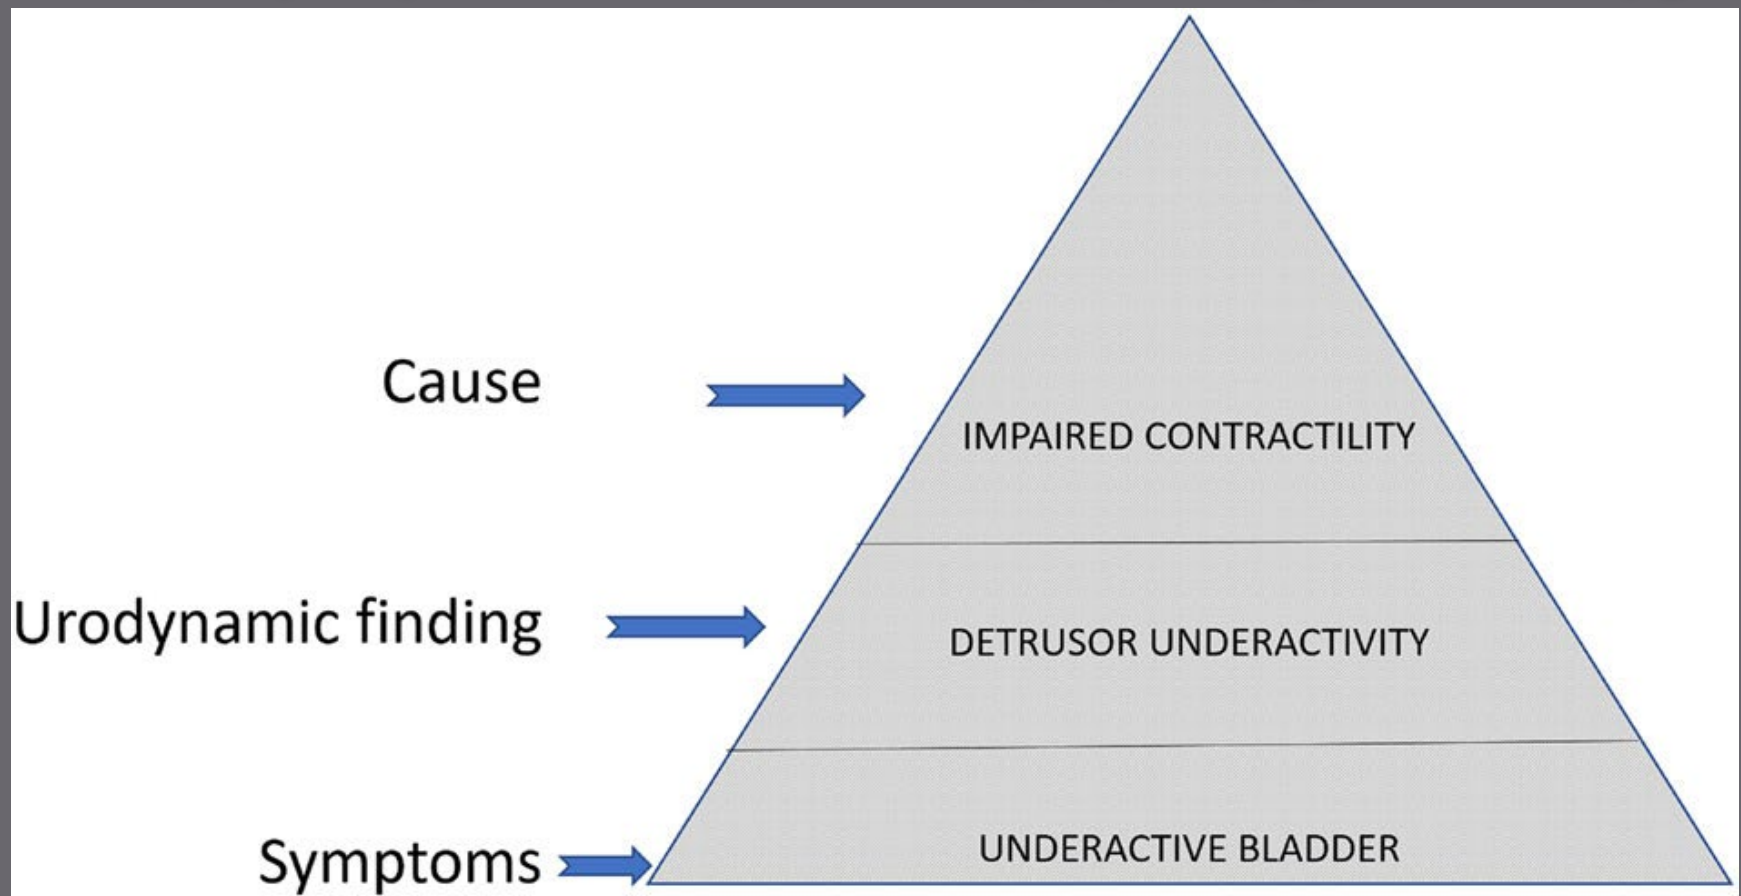 Cause
IMPAIRED CONTRACTILITY
Urodynamic finding
DETRUSOR UNDERACTIVITY
Symptoms
UNDERACTIVE BLADDER